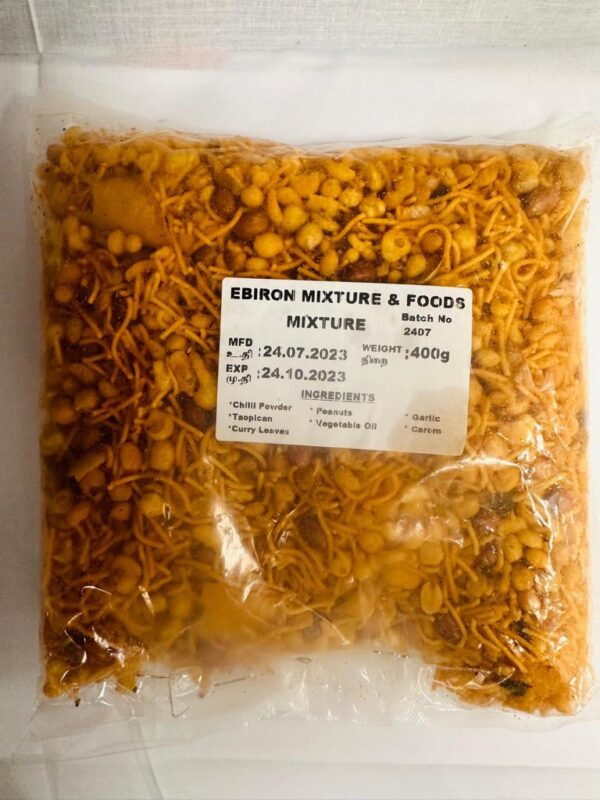 EBIRON MIXTURE & FOODS
MIXTURE
Batch No
2407
MFD
உ.தி :24.07.2023
WEIGHT :400g
நிறை
EXP
மு.தி :24.10.2023
INGREDIENTS
*Chilli Powder
* Peanuts
* Garlic
*Taopican
* Vegetable Oil
* Carom
*Curry Leaves